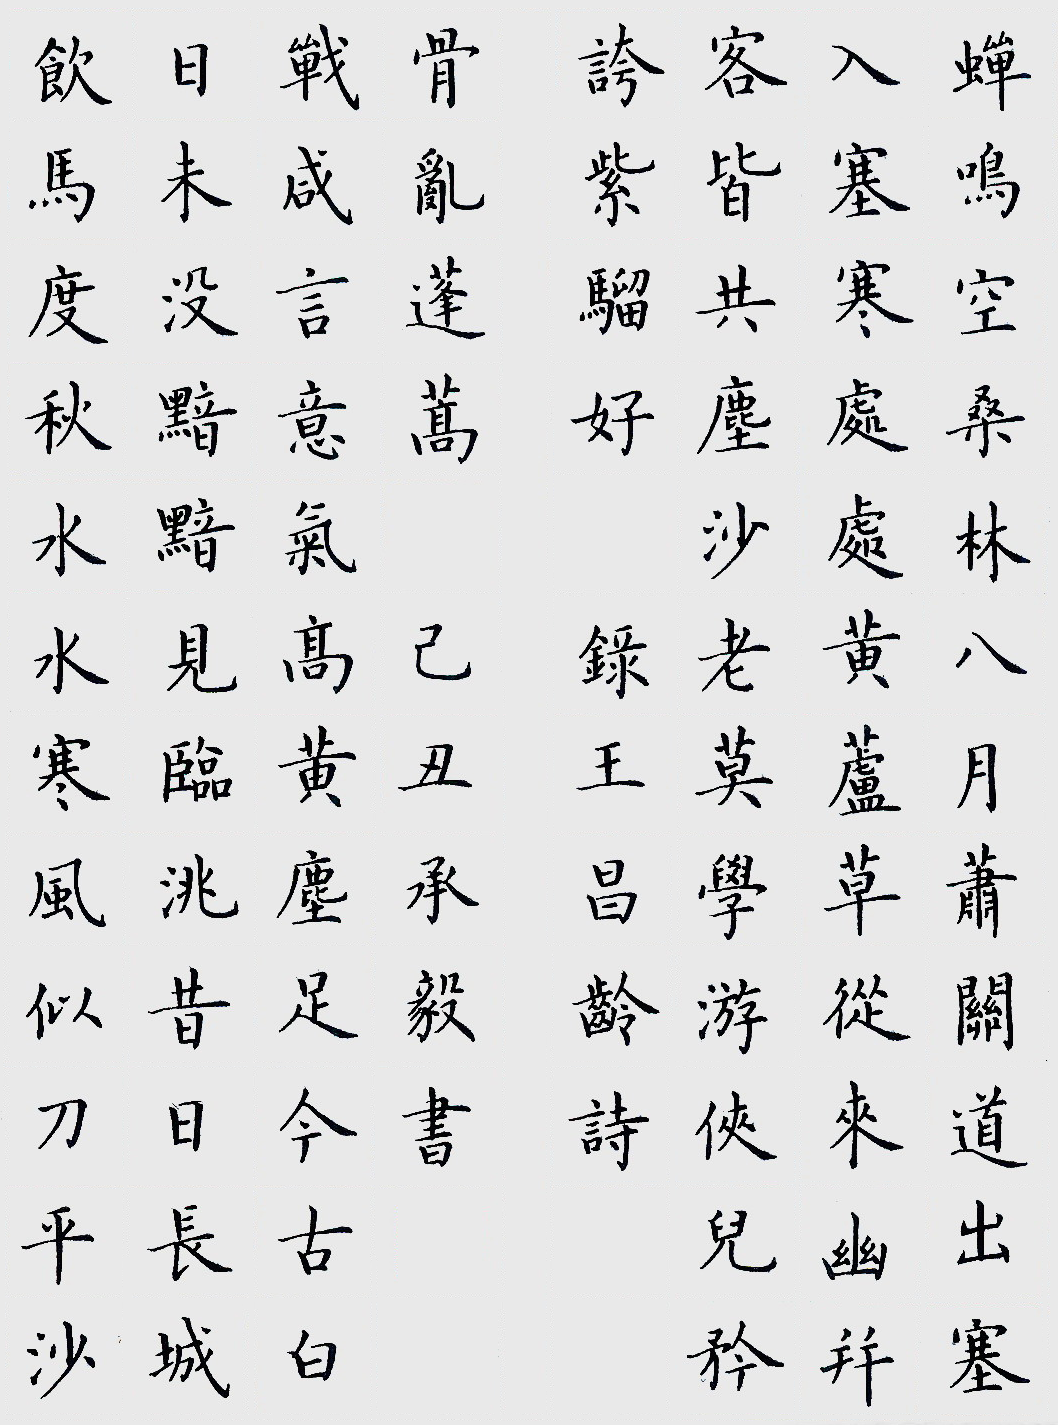 蟬鳴空桑林八月蕭關道出塞
入塞寒處處黄蘆草從來幽幷
客皆共塵沙老莫學游俠兒矜
誇紫騮好
錄王昌齡詩
飲馬度秋水水寒風似刀平沙
日未没黯黯見臨洮昔日長城
戰咸言意氣髙黄塵足今古白
骨亂蓬蒿
己丑承毅書